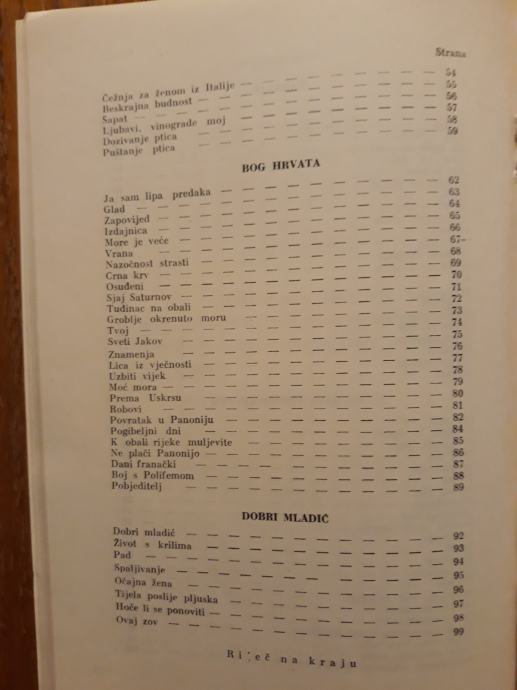 Strana
Čežnja za ženom iz Italije — — — — — — — 54
Beskrajna budnost — — — — — — — — 55
Šapat — — — — — — — — — — 56
Ljubavi, vinograde moj — — — — — — — 57
Dozivanje ptica — — — — — — — — 58
Puštanje ptica — — — — — — — — 59
BOG HRVATA
Ja sam lipa predaka — — — — — — — 62
Glad — — — — — — — — — — 63
Zapovijed — — — — — — — — — 64
Izdajnica — — — — — — — — — 65
More je veće — — — — — — — — 66
Vrana — — — — — — — — — — 67
Nazočnost strasti — — — — — — — — 68
Crna krv — — — — — — — — — 69
Osuđeni — — — — — — — — — 70
Sjaj Saturnov — — — — — — — — 71
Tuđinac na obali — — — — — — — — 72
Groblje okrenuto moru — — — — — — — 73
Tvoj — — — — — — — — — — 74
Sveti Jakov — — — — — — — — 75
Znamenja — — — — — — — — — 76
Lica iz vječnosti — — — — — — — — 77
Uzbiti vijek — — — — — — — — 78
Moć mora — — — — — — — — — 79
Prema Uskrsu — — — — — — — — 80
Robovi — — — — — — — — — 81
Povratak u Panoniju — — — — — — — 82
Pogibeljni dni — — — — — — — — 84
K obali rijeke muljevite — — — — — — — 85
Ne plači Panonijo — — — — — — — — 86
Dani franački — — — — — — — — 87
Boj s Polifemom — — — — — — — — 88
Pobjeditelj — — — — — — — — — 89
DOBRI MLADIĆ
Dobri mladić — — — — — — — — 92
Život s krilima — — — — — — — — 93
Pad — — — — — — — — — — 94
Spaljivanje — — — — — — — — 95
Očajna žena — — — — — — — — 96
Tijela poslije pljuska — — — — — — — 97
Hoće li se ponoviti — — — — — — — — 98
Ovaj zov — — — — — — — — — 99
Riječ na kraju